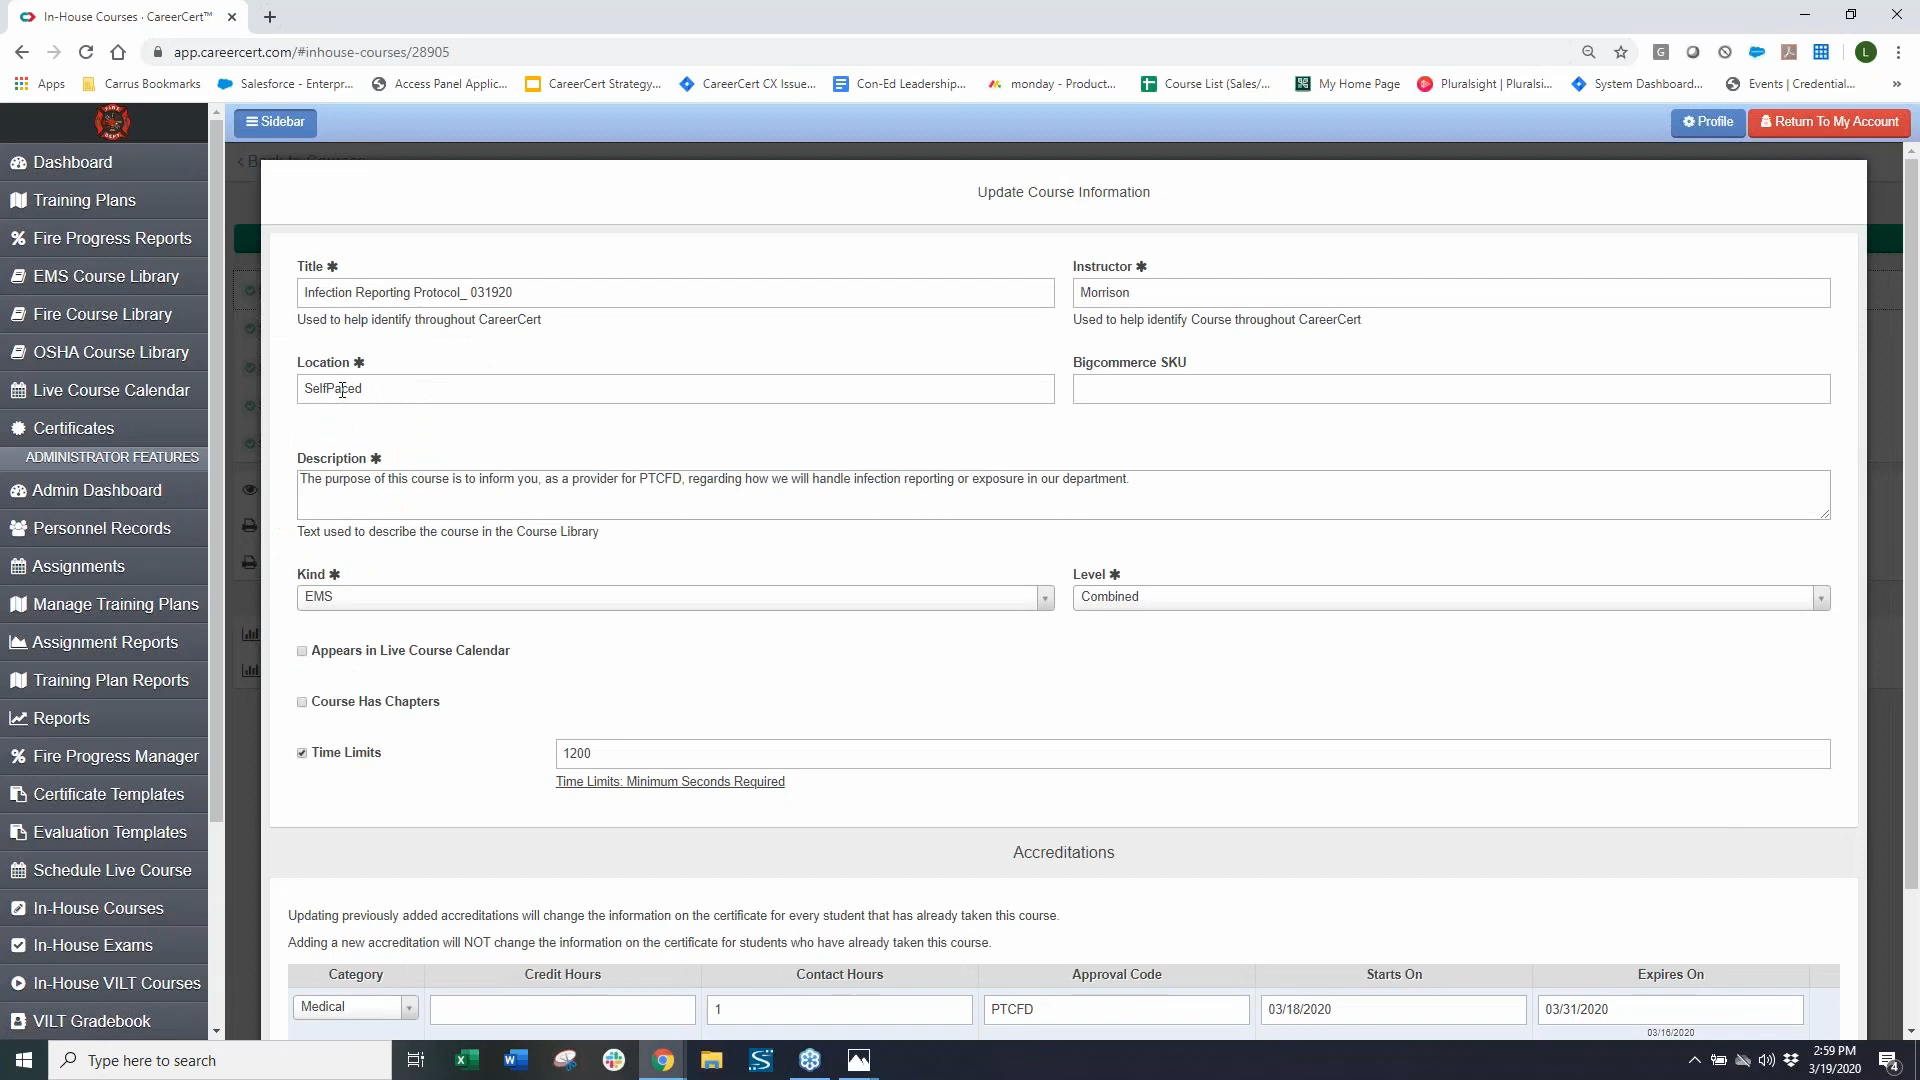 In-House Courses · CareerCert™
app.careercert.com/#inhouse-courses/28905
Apps
Carrus Bookmarks
Salesforce - Enterpr...
Access Panel Applic...
CareerCert Strategy...
CareerCert CX Issue...
Con-Ed Leadership...
monday - Product...
Course List (Sales/...
My Home Page
Pluralsight | Pluralsi...
System Dashboard...
Events | Credential...
»
Sidebar
Profile
Return To My Account
Dashboard
Training Plans
Fire Progress Reports
EMS Course Library
Fire Course Library
OSHA Course Library
Live Course Calendar
Certificates
ADMINISTRATOR FEATURES
Admin Dashboard
Personnel Records
Assignments
Manage Training Plans
Assignment Reports
Training Plan Reports
Reports
Fire Progress Manager
Certificate Templates
Evaluation Templates
Schedule Live Course
In-House Courses
In-House Exams
In-House VILT Courses
VILT Gradebook
Update Course Information
Title ✱
Infection Reporting Protocol_ 031920
Used to help identify throughout CareerCert
Instructor ✱
Morrison
Used to help identify Course throughout CareerCert
Location ✱
SelfPaced
Bigcommerce SKU
Description ✱
The purpose of this course is to inform you, as a provider for PTCFD, regarding how we will handle infection reporting or exposure in our department.
Text used to describe the course in the Course Library
Kind ✱
EMS
Level ✱
Combined
Appears in Live Course Calendar
Course Has Chapters
Time Limits
1200
Time Limits: Minimum Seconds Required
Accreditations
Updating previously added accreditations will change the information on the certificate for every student that has already taken this course.
Adding a new accreditation will NOT change the information on the certificate for students who have already taken this course.
Category Credit Hours Contact Hours Approval Code Starts On Expires On
Medical 1 PTCFD 03/18/2020 03/31/2020
03/16/2020
Type here to search
2:59 PM
3/19/2020
4